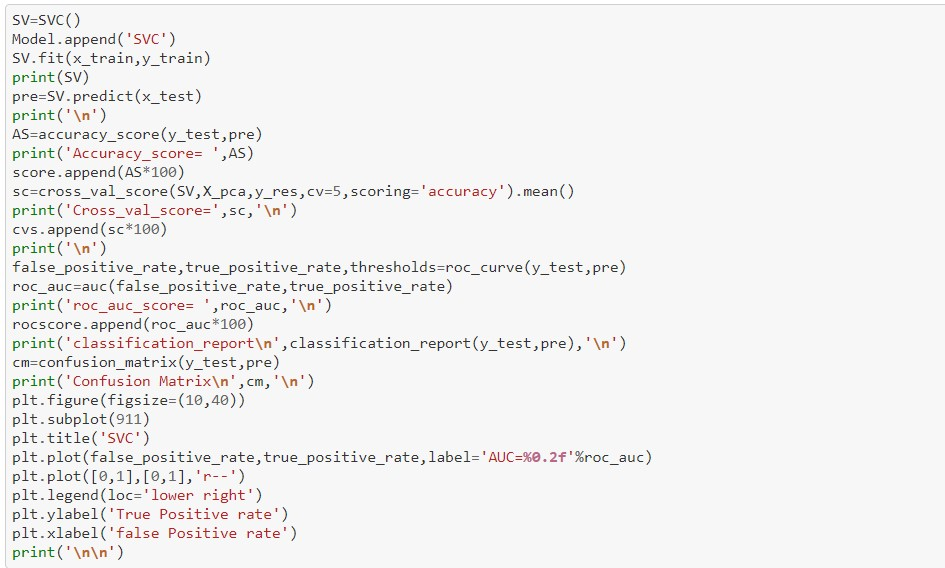 SV=SVC()
Model.append('SVC')
SV.fit(x_train,y_train)
print(SV)
pre=SV.predict(x_test)
print('\n')
AS=accuracy_score(y_test,pre)
print('Accuracy_score= ',AS)
score.append(AS*100)
sc=cross_val_score(SV,X_pca,y_res,cv=5,scoring='accuracy').mean()
print('Cross_val_score=',sc,'\n')
cvs.append(sc*100)
print('\n')
false_positive_rate,true_positive_rate,thresholds=roc_curve(y_test,pre)
roc_auc=auc(false_positive_rate,true_positive_rate)
print('roc_auc_score= ',roc_auc,'\n')
rocscore.append(roc_auc*100)
print('classification_report\n',classification_report(y_test,pre),'\n')
cm=confusion_matrix(y_test,pre)
print('Confusion Matrix\n',cm,'\n')
plt.figure(figsize=(10,40))
plt.subplot(911)
plt.title('SVC')
plt.plot(false_positive_rate,true_positive_rate,label='AUC=%0.2f'%roc_auc)
plt.plot([0,1],[0,1],'r--')
plt.legend(loc='lower right')
plt.ylabel('True Positive rate')
plt.xlabel('false Positive rate')
print('\n\n')